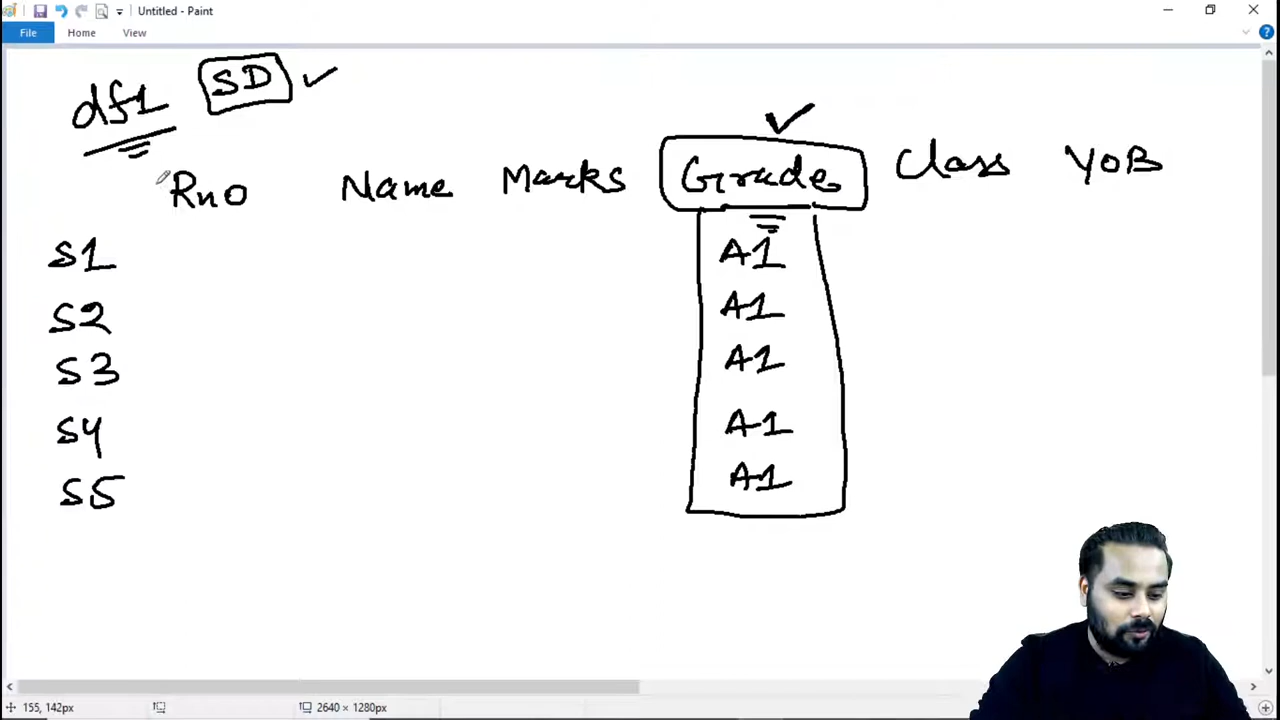 Untitled - Paint
File Home View
df1 SD
Rno Name Marks Grade Class YOB
S1 A1
S2 A1
S3 A1
S4 A1
S5 A1
155, 142px 2640 × 1280px